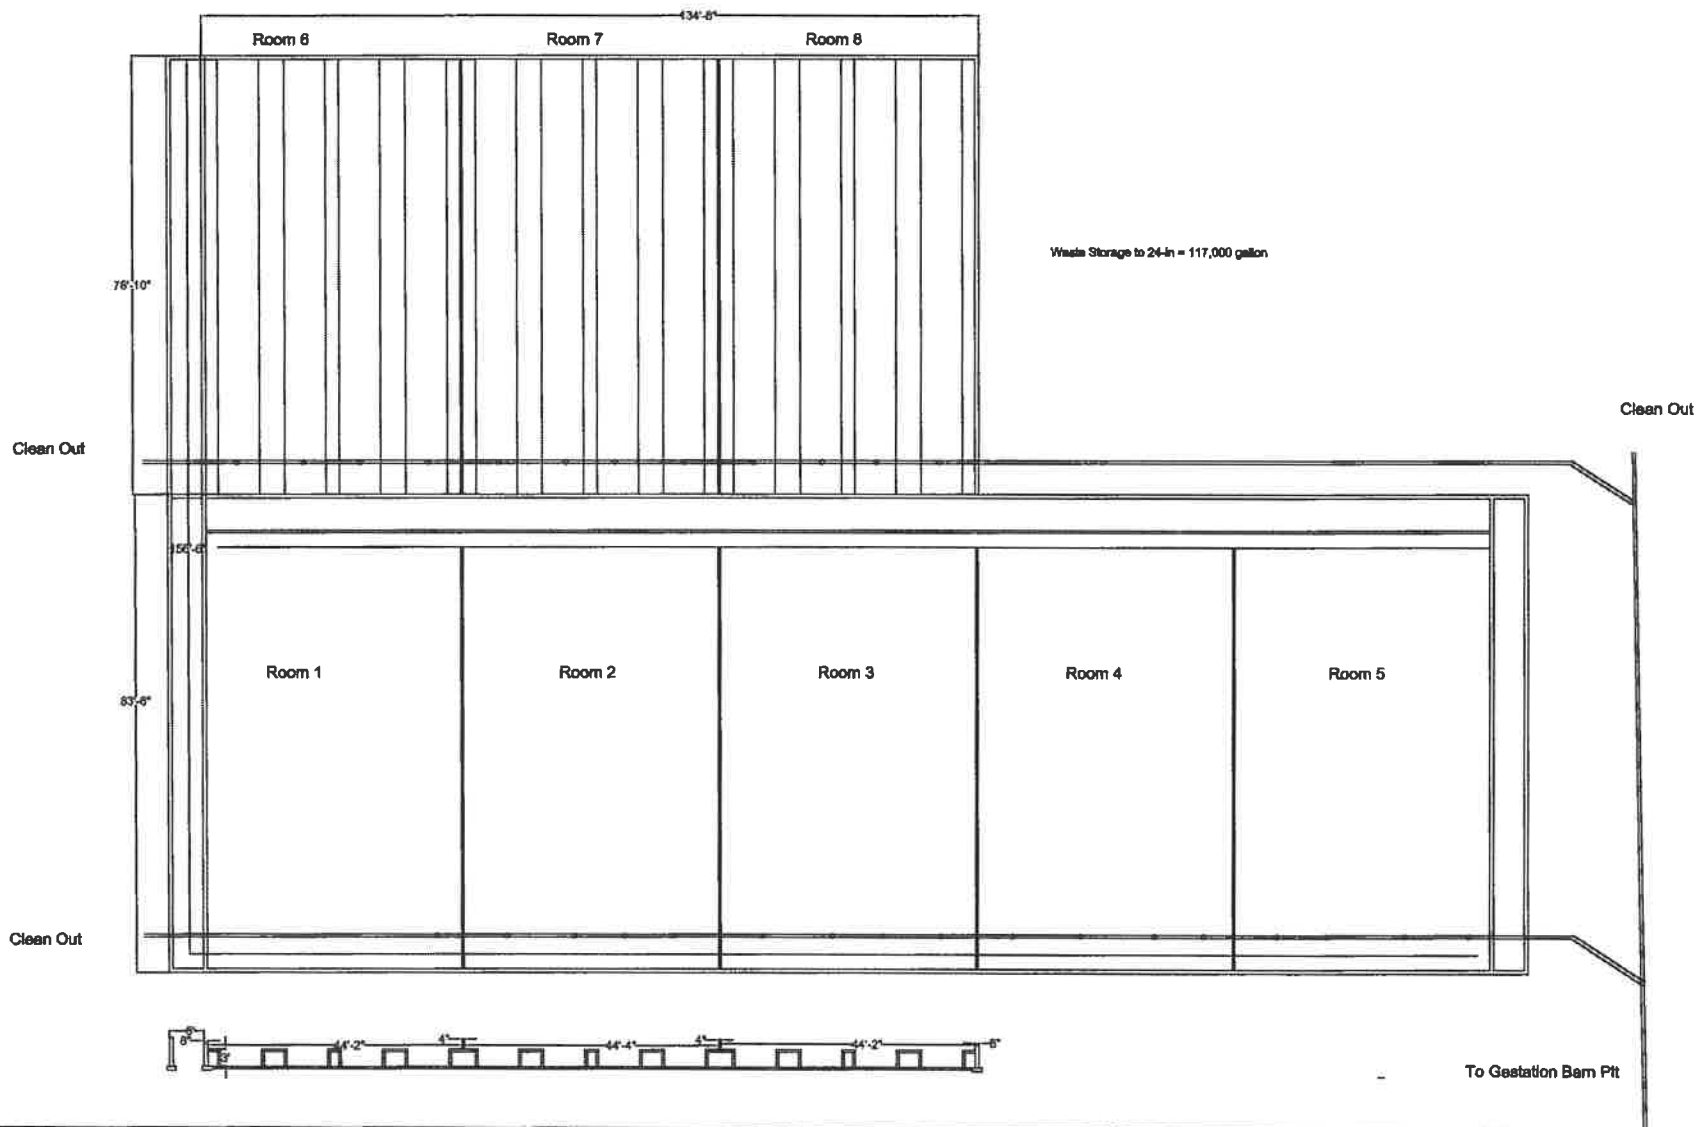 134'-8"
Room 6
Room 7
Room 8
Waste Storage to 24-in = 117,000 gallon
76'-10"
Clean Out
Clean Out
156'-8"
Room 1
Room 2
Room 3
Room 4
Room 5
83'-6"
Clean Out
8"
44'-2"
4"
44'-4"
4"
44'-2"
8"
To Gestation Barn Pit